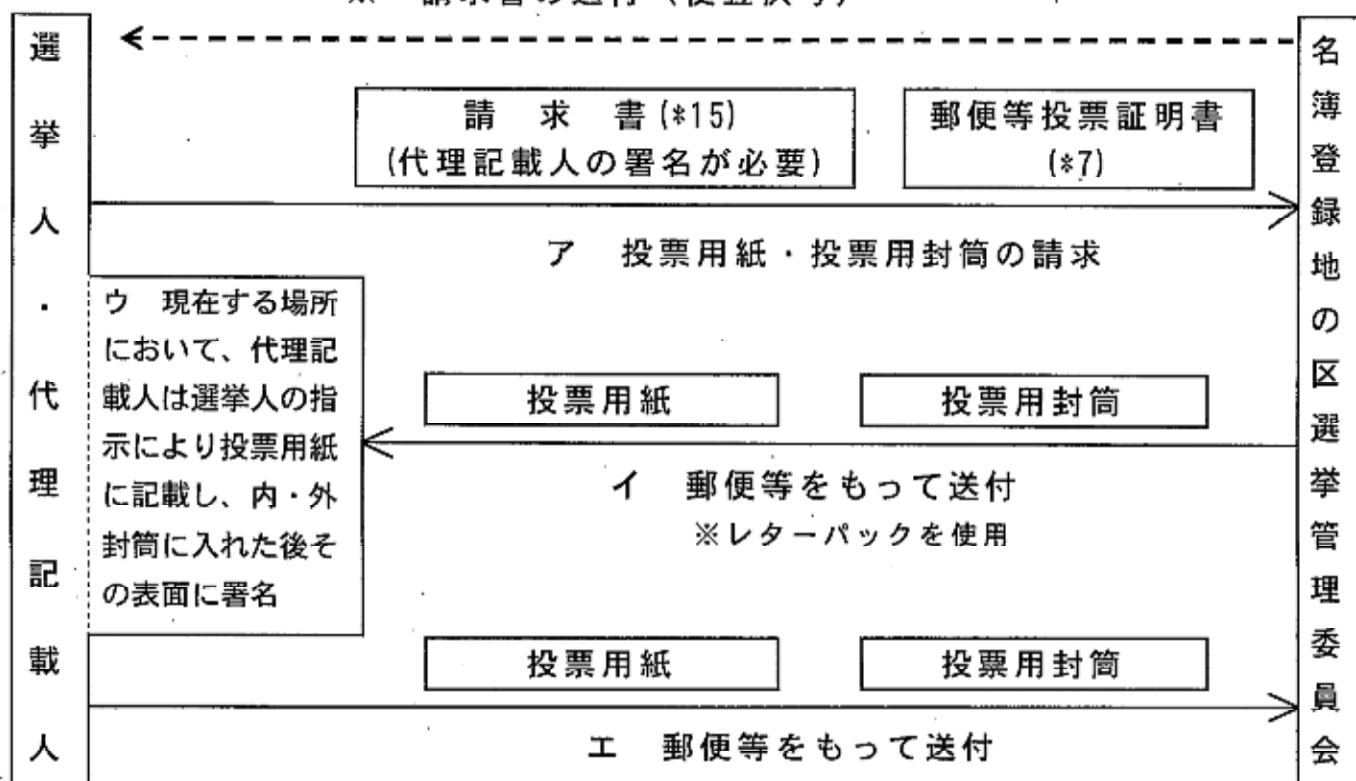 選挙人・代理記載人
名簿登録地の区選挙管理委員会
請求書(*15)
(代理記載人の署名が必要)
郵便等投票証明書
(*7)
ア 投票用紙・投票用封筒の請求
ウ 現在する場所
において、代理記
載人は選挙人の指
示により投票用紙
に記載し、内・外
封筒に入れた後そ
の表面に署名
投票用紙
投票用封筒
イ 郵便等をもって送付
※レターパックを使用
投票用紙
投票用封筒
エ 郵便等をもって送付